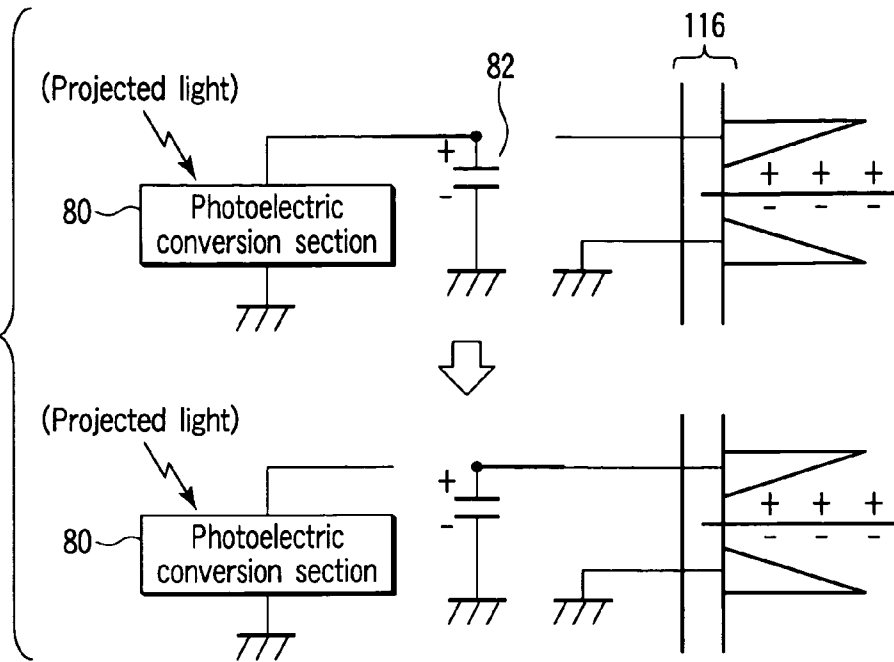 116
82
(Projected light)
+
-
80
Photoelectric
conversion section
+ + +
- - -
(Projected light)
+
-
80
Photoelectric
conversion section
+ + +
- - -